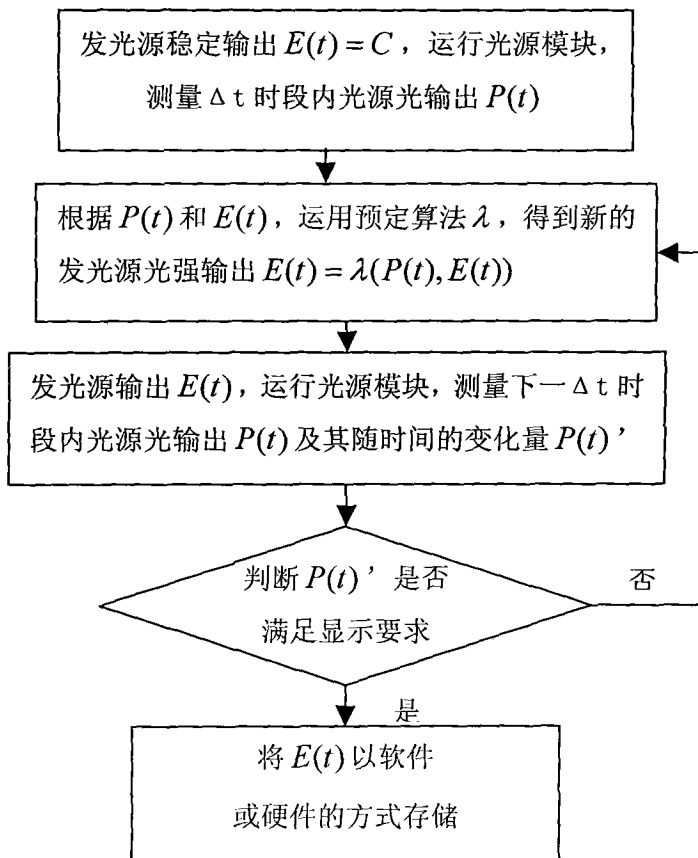 发光源稳定输出 E(t) = C ，运行光源模块，
测量 Δt 时段内光源光输出 P(t)
根据 P(t) 和 E(t) ，运用预定算法 λ ，得到新的
发光源光强输出 E(t) = λ(P(t), E(t))
发光源输出 E(t) ，运行光源模块，测量下一 Δt 时
段内光源光输出 P(t) 及其随时间的变化量 P(t)’
判断 P(t)’ 是否
否
满足显示要求
是
将 E(t) 以软件
或硬件的方式存储